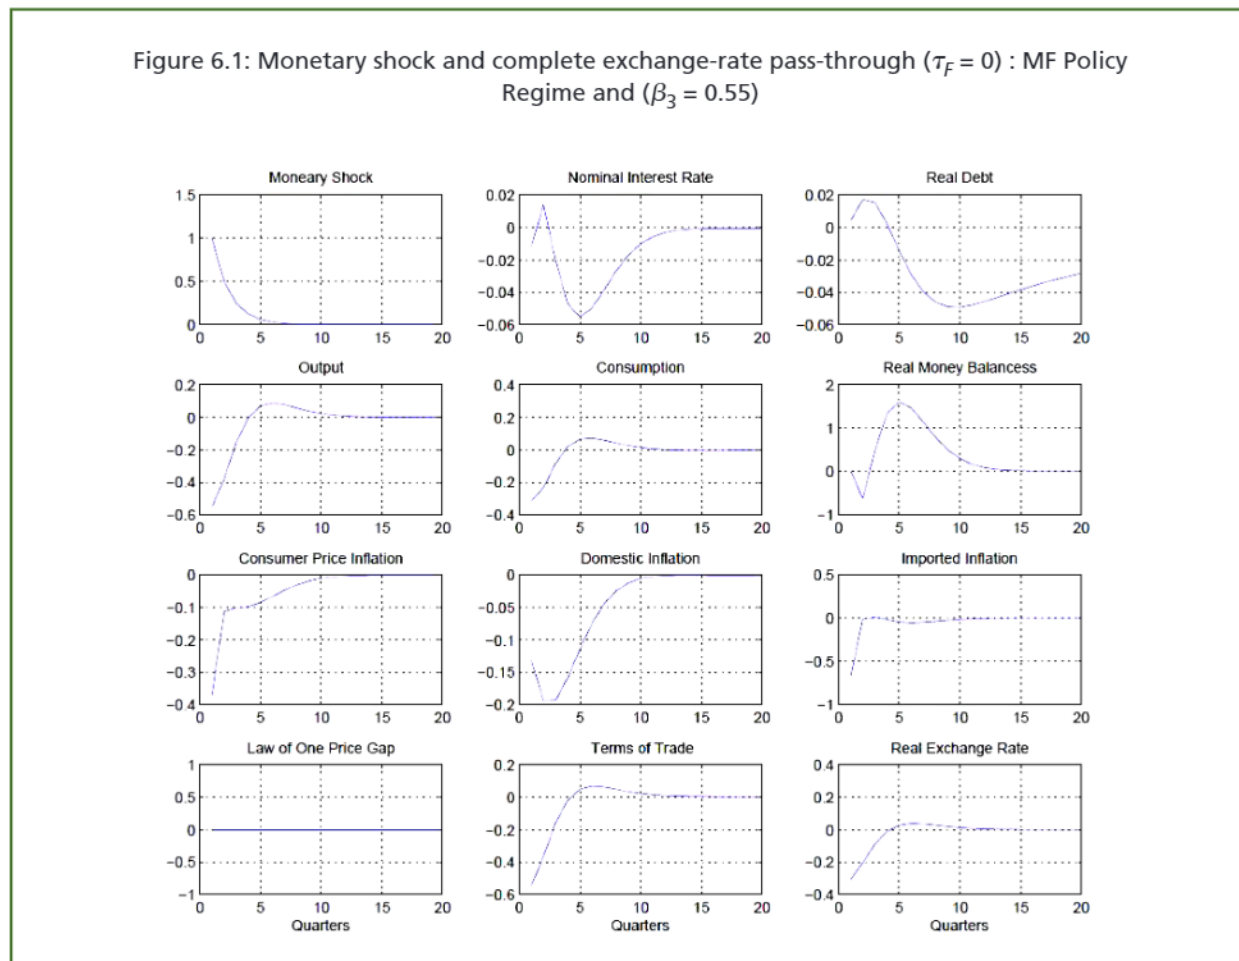 Figure 6.1: Monetary shock and complete exchange-rate pass-through (τF = 0) : MF Policy
Regime and (β3 = 0.55)
Moneary Shock
1.5
1
0.5
0
0 5 10 15 20
Nominal Interest Rate
0.02
0
−0.02
−0.04
−0.06
0 5 10 15 20
Real Debt
0.02
0
−0.02
−0.04
−0.06
0 5 10 15 20
Output
0.2
0
−0.2
−0.4
−0.6
0 5 10 15 20
Consumption
0.4
0.2
0
−0.2
−0.4
0 5 10 15 20
Real Money Balancess
2
1
0
−1
0 5 10 15 20
Consumer Price Inflation
0
−0.1
−0.2
−0.3
−0.4
0 5 10 15 20
Domestic Inflation
0
−0.05
−0.1
−0.15
−0.2
0 5 10 15 20
Imported Inflation
0.5
0
−0.5
−1
0 5 10 15 20
Law of One Price Gap
1
0.5
0
−0.5
−1
0 5 10 15 20
Quarters
Terms of Trade
0.2
0
−0.2
−0.4
−0.6
0 5 10 15 20
Quarters
Real Exchange Rate
0.4
0.2
0
−0.2
−0.4
0 5 10 15 20
Quarters